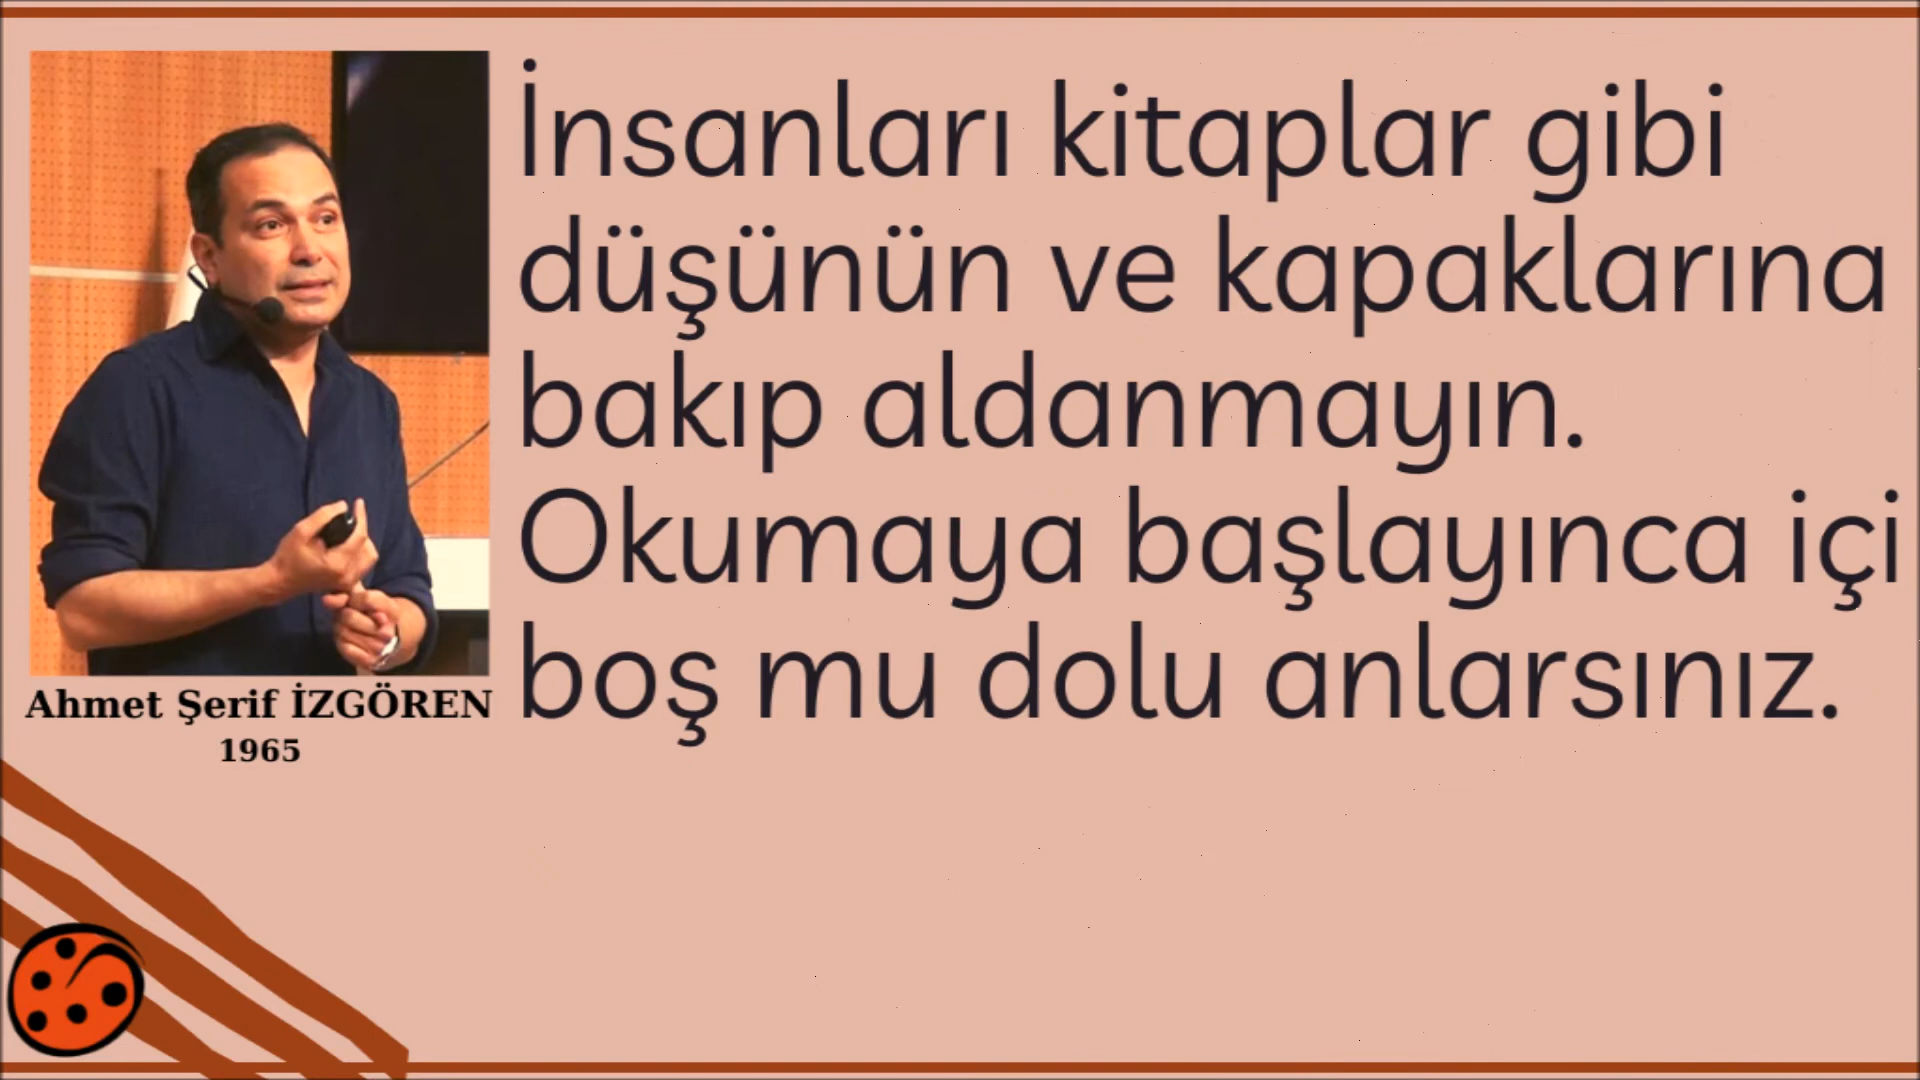 İnsanları kitaplar gibi
düşünün ve kapaklarına
bakıp aldanmayın.
Okumaya başlayınca içi
boş mu dolu anlarsınız.
Ahmet Şerif İZGÖREN
1965